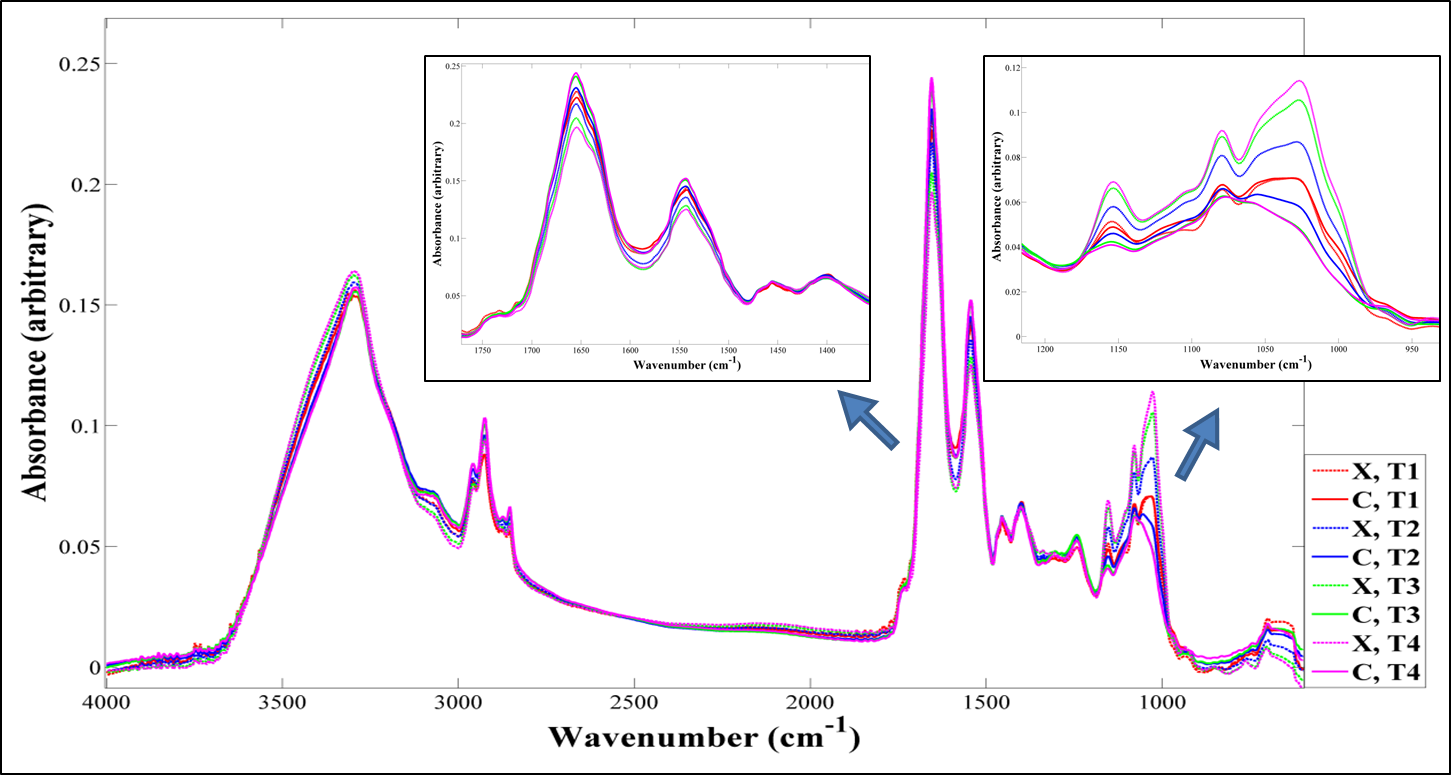 0.25
0.2
0.15
0.1
0.05
0
Absorbance (arbitrary)
4000 3500 3000 2500 2000 1500 1000
Wavenumber (cm-1)
0.25
0.2
0.15
0.1
0.05
Absorbance (arbitrary)
1750 1700 1650 1600 1550 1500 1450 1400
Wavenumber (cm-1)
0.12
0.1
0.08
0.06
0.04
0.02
0
Absorbance (arbitrary)
1200 1150 1100 1050 1000 950
Wavenumber (cm-1)
X, T1
C, T1
X, T2
C, T2
X, T3
C, T3
X, T4
C, T4